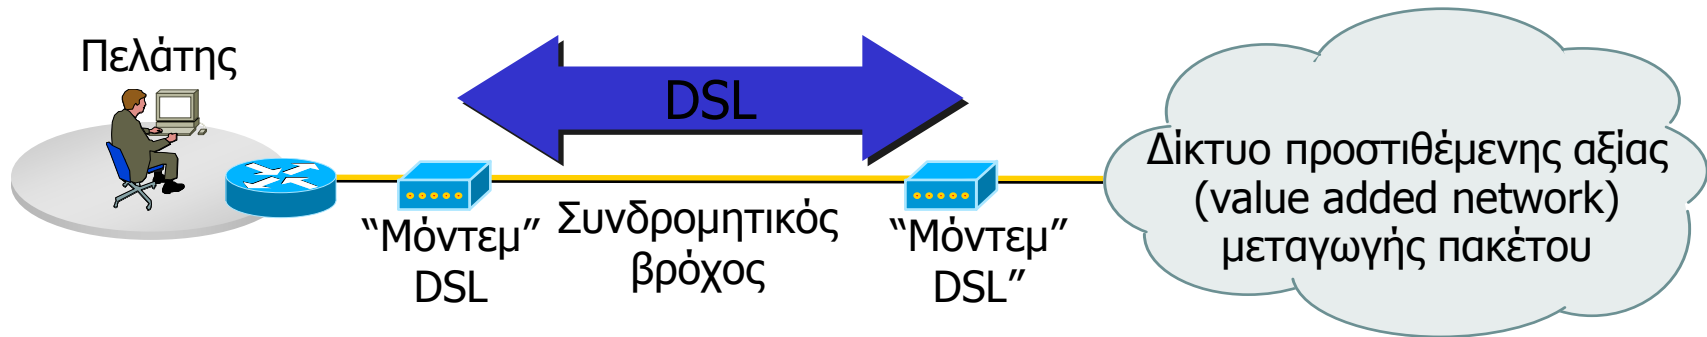 Πελάτης
DSL
“Μόντεμ”
DSL
Συνδρομητικός
βρόχος
“Μόντεμ”
DSL”
Δίκτυο προστιθέμενης αξίας
(value added network)
μεταγωγής πακέτου